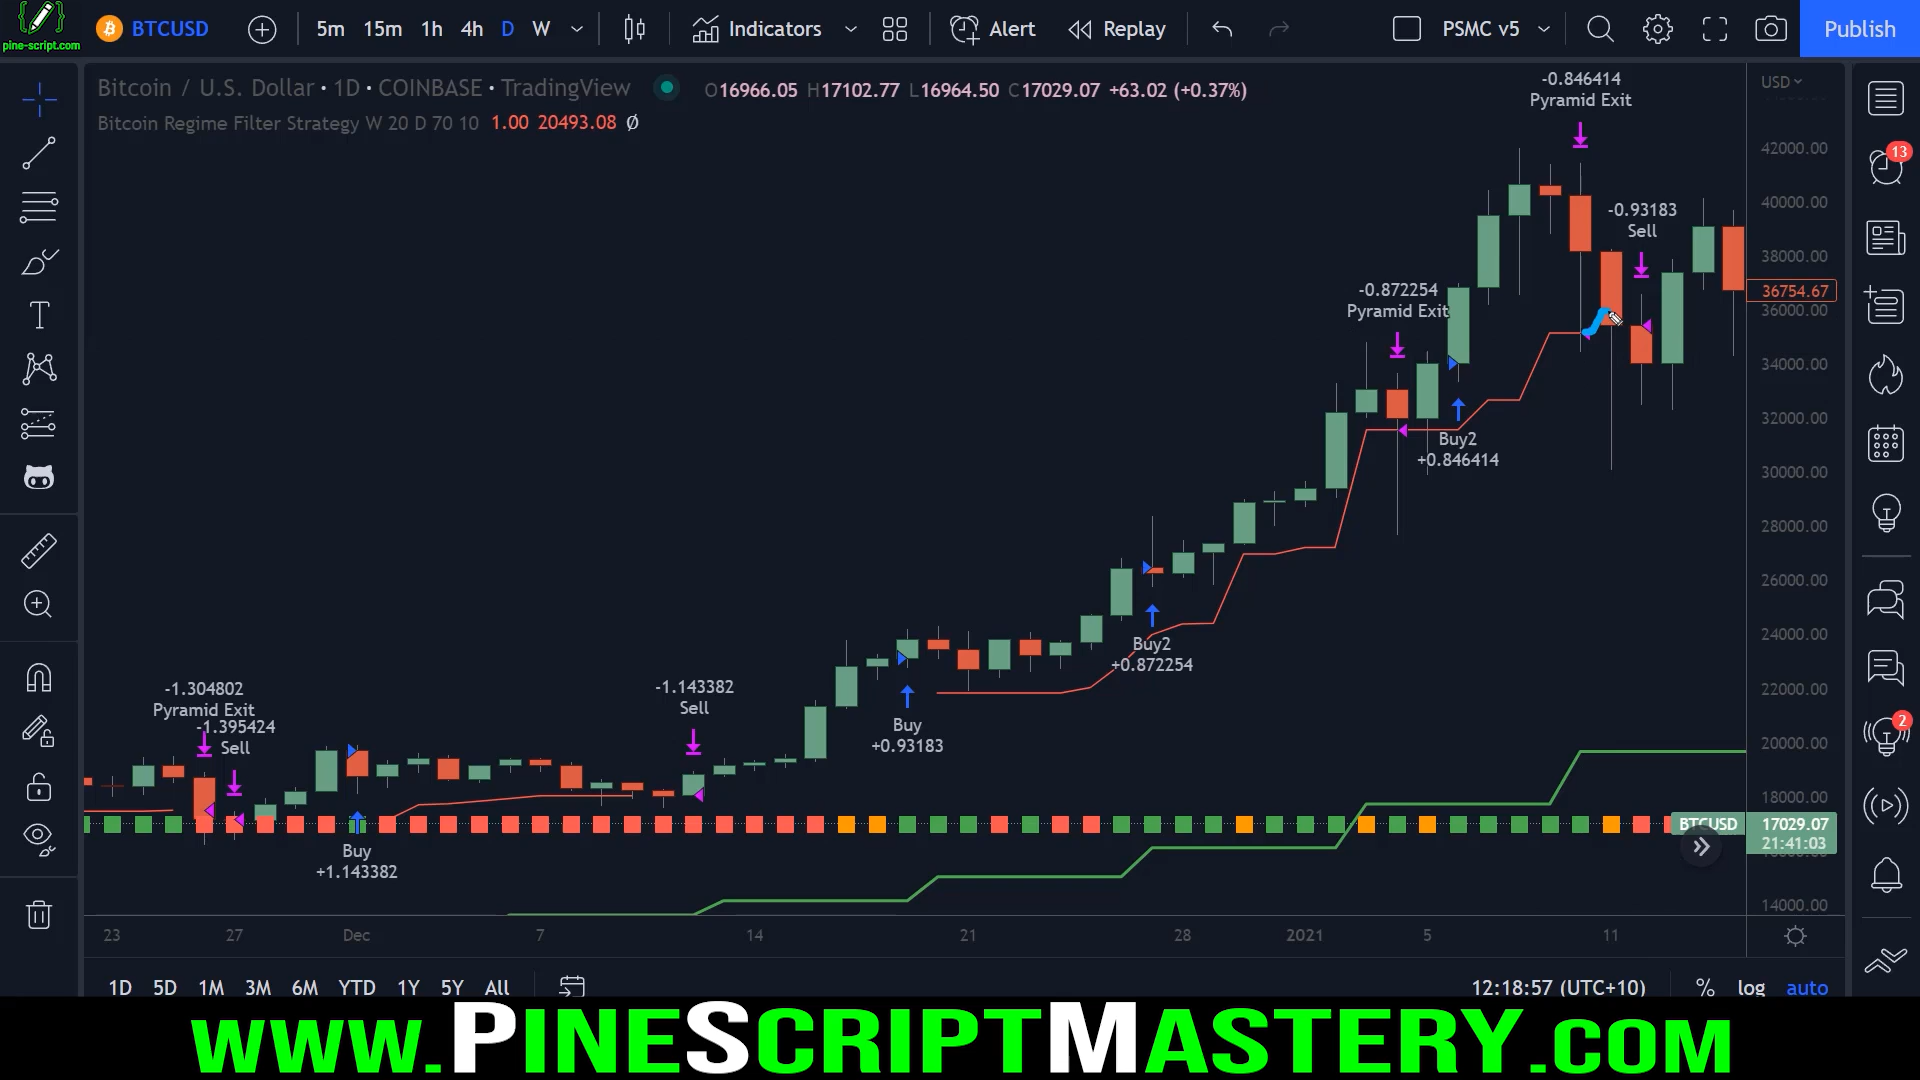 pine-script.com
BTCUSD
5m 15m 1h 4h D W
Indicators
Alert
Replay
PSMC v5
Publish
Bitcoin / U.S. Dollar · 1D · COINBASE · TradingView
O16966.05 H17102.77 L16964.50 C17029.07 +63.02 (+0.37%)
Bitcoin Regime Filter Strategy W 20 D 70 10 1.00 20493.08 Ø
USD
-0.846414
Pyramid Exit
-0.93183
Sell
-0.872254
Pyramid Exit
Buy2
+0.846414
Buy2
+0.872254
-1.304802
Pyramid Exit
-1.395424
Sell
-1.143382
Sell
Buy
+0.93183
Buy
+1.143382
42000.00
40000.00
38000.00
36754.67
36000.00
34000.00
32000.00
30000.00
28000.00
26000.00
24000.00
22000.00
20000.00
18000.00
BTCUSD
17029.07
21:41:03
14000.00
13
2
23 27 Dec 7 14 21 28 2021 5 11
1D 5D 1M 3M 6M YTD 1Y 5Y All
12:18:57 (UTC+10)
% log auto
www.PineScriptMastery.com